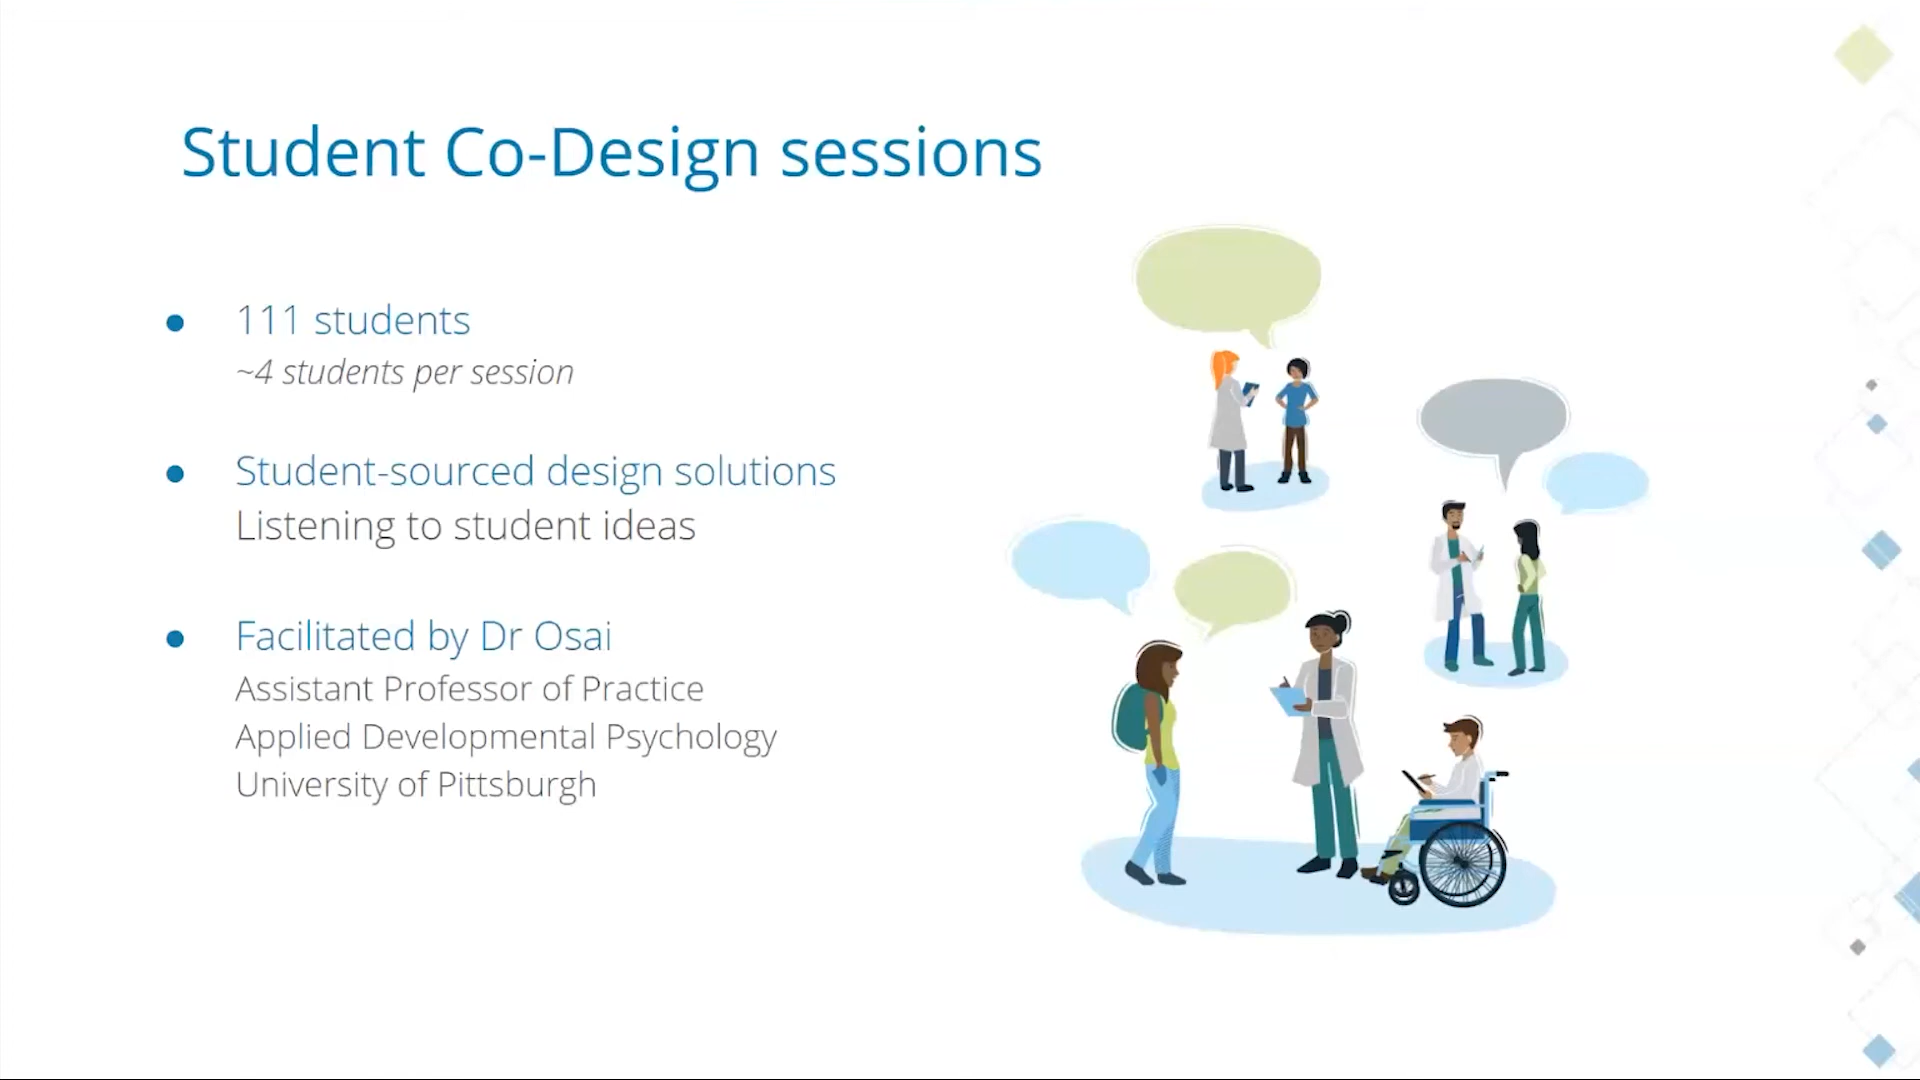 Student Co-Design sessions
111 students
~4 students per session
Student-sourced design solutions
Listening to student ideas
Facilitated by Dr Osai
Assistant Professor of Practice
Applied Developmental Psychology
University of Pittsburgh